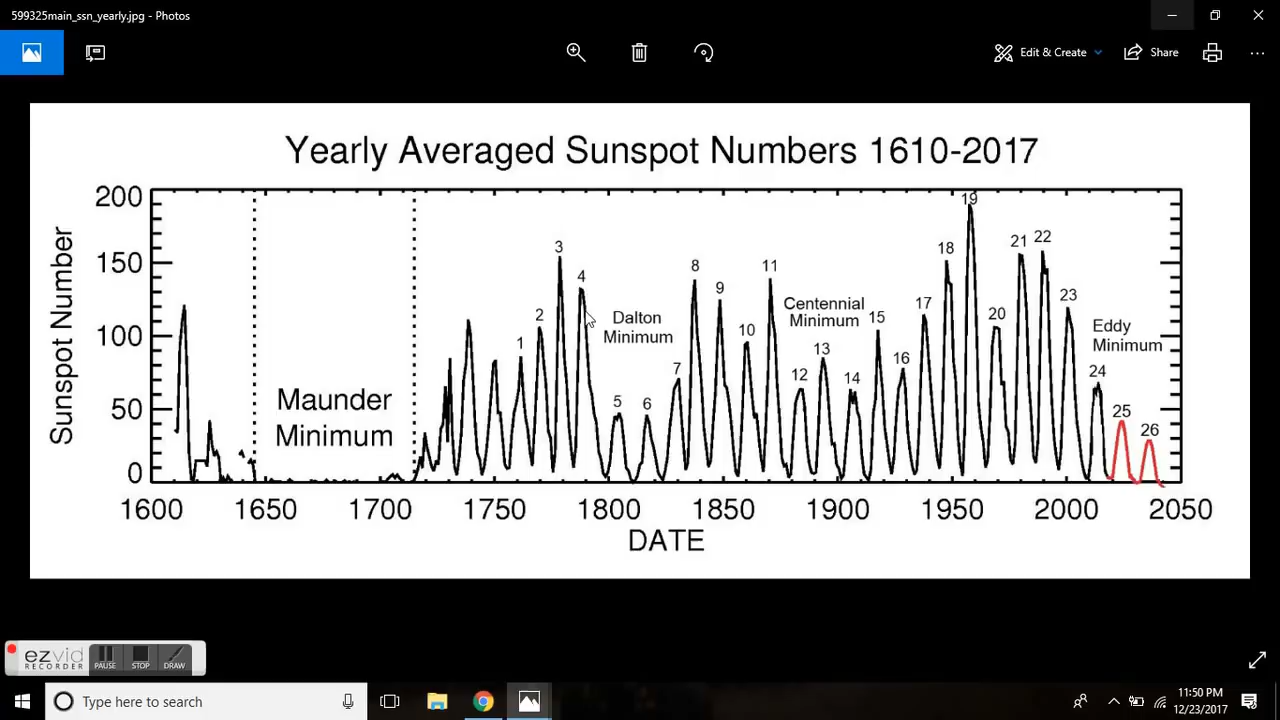 599325main_ssn_yearly.jpg - Photos
Edit & Create
Share
Yearly Averaged Sunspot Numbers 1610-2017
Sunspot Number
200
150
100
50
0
Maunder
Minimum
1
2
3
4
Dalton
Minimum
5
6
7
8
9
10
11
Centennial
Minimum
12
13
14
15
16
17
18
19
20
21
22
23
Eddy
Minimum
24
25
26
1600 1650 1700 1750 1800 1850 1900 1950 2000 2050
DATE
ezvid
RECORDER
PAUSE STOP DRAW
Type here to search
11:50 PM
12/23/2017